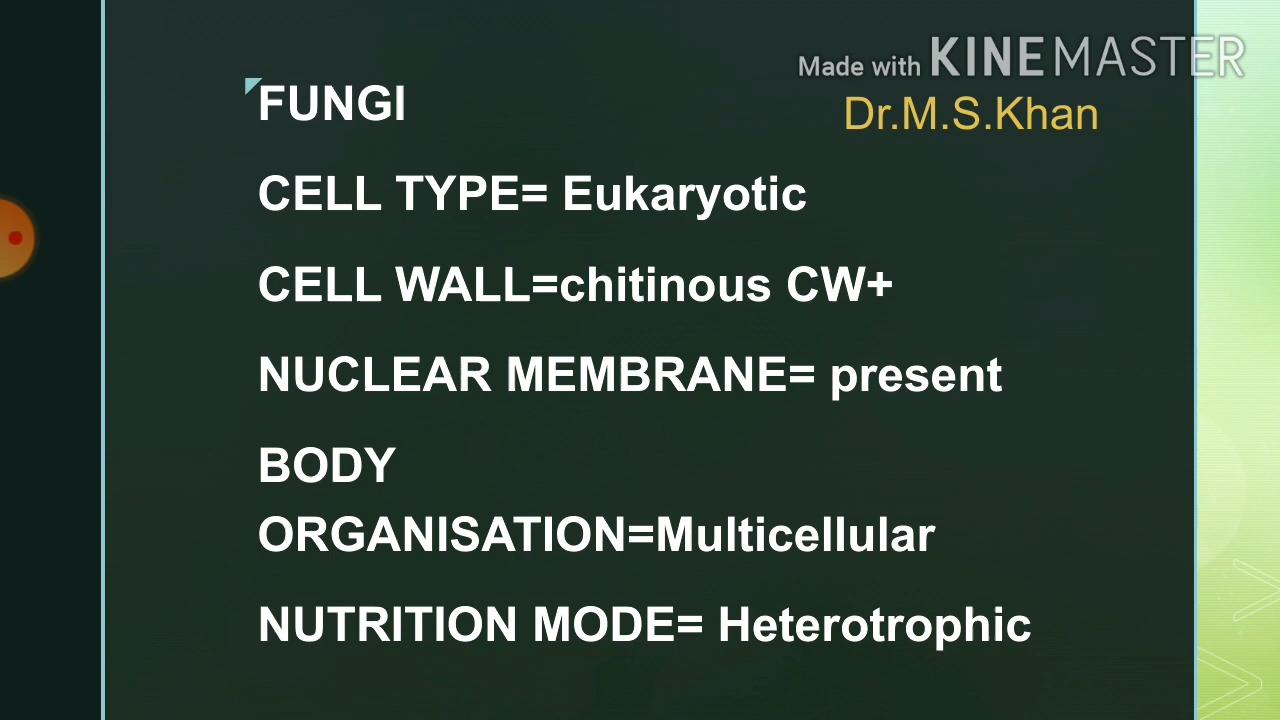 Made with KINEMASTER
Dr.M.S.Khan
FUNGI
CELL TYPE= Eukaryotic
CELL WALL=chitinous CW+
NUCLEAR MEMBRANE= present
BODY
ORGANISATION=Multicellular
NUTRITION MODE= Heterotrophic